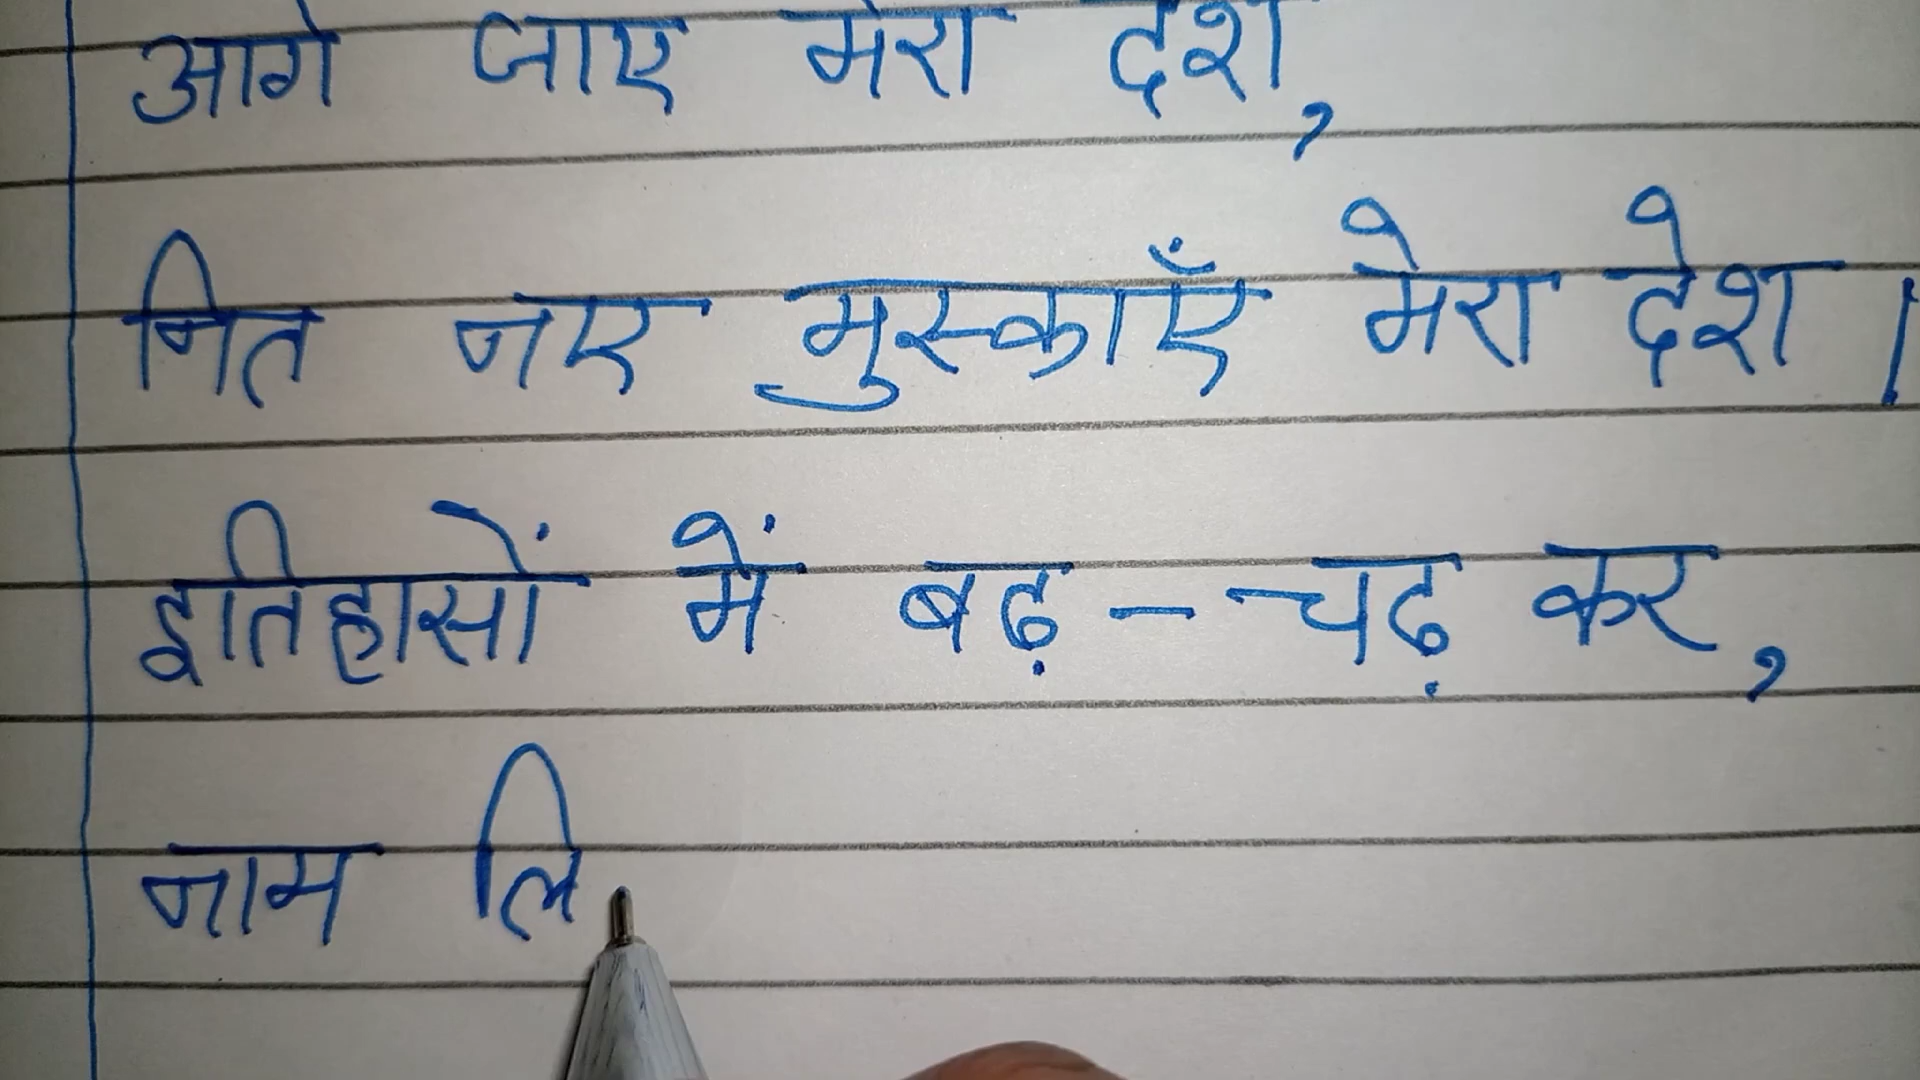 आगे जाए मेरा देश,
नित नए मुस्काएँ मेरा देश ।
इतिहासों में बढ़ - चढ़ कर,
नाम लि